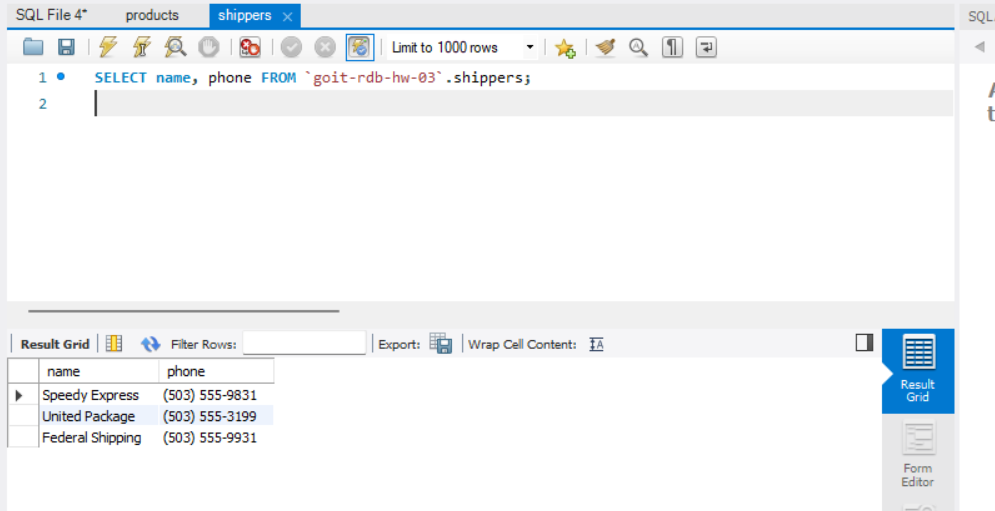 SQL File 4* products shippers
SQL
Limit to 1000 rows
1 SELECT name, phone FROM `goit-rdb-hw-03`.shippers;
2
Result Grid Filter Rows: Export: Wrap Cell Content:
name phone
Speedy Express (503) 555-9831
United Package (503) 555-3199
Federal Shipping (503) 555-9931
Result
Grid
Form
Editor